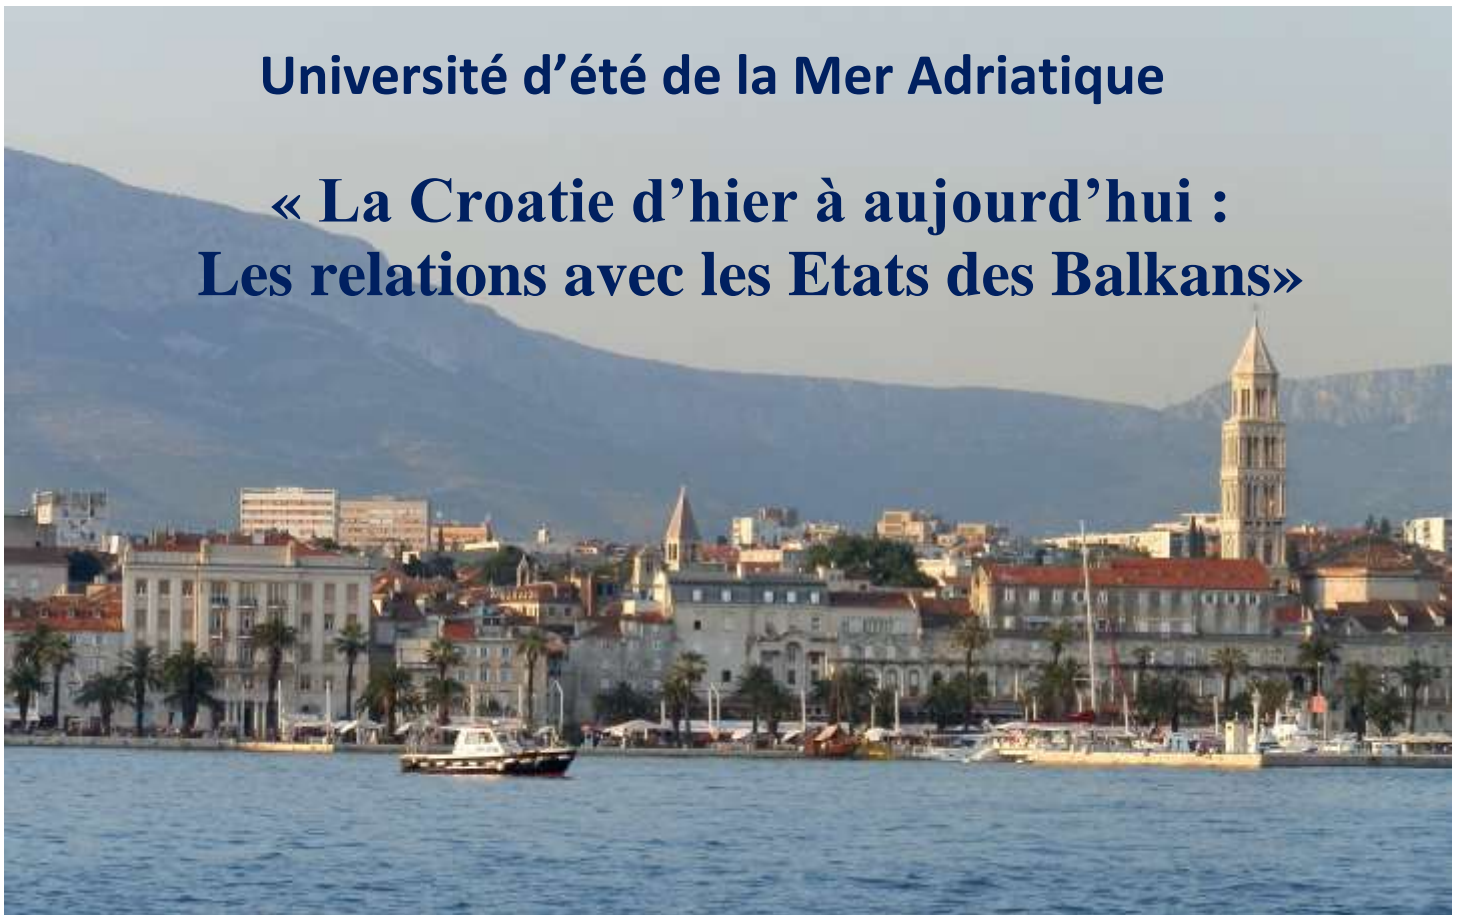 Université d’été de la Mer Adriatique
« La Croatie d’hier à aujourd’hui :
Les relations avec les Etats des Balkans»